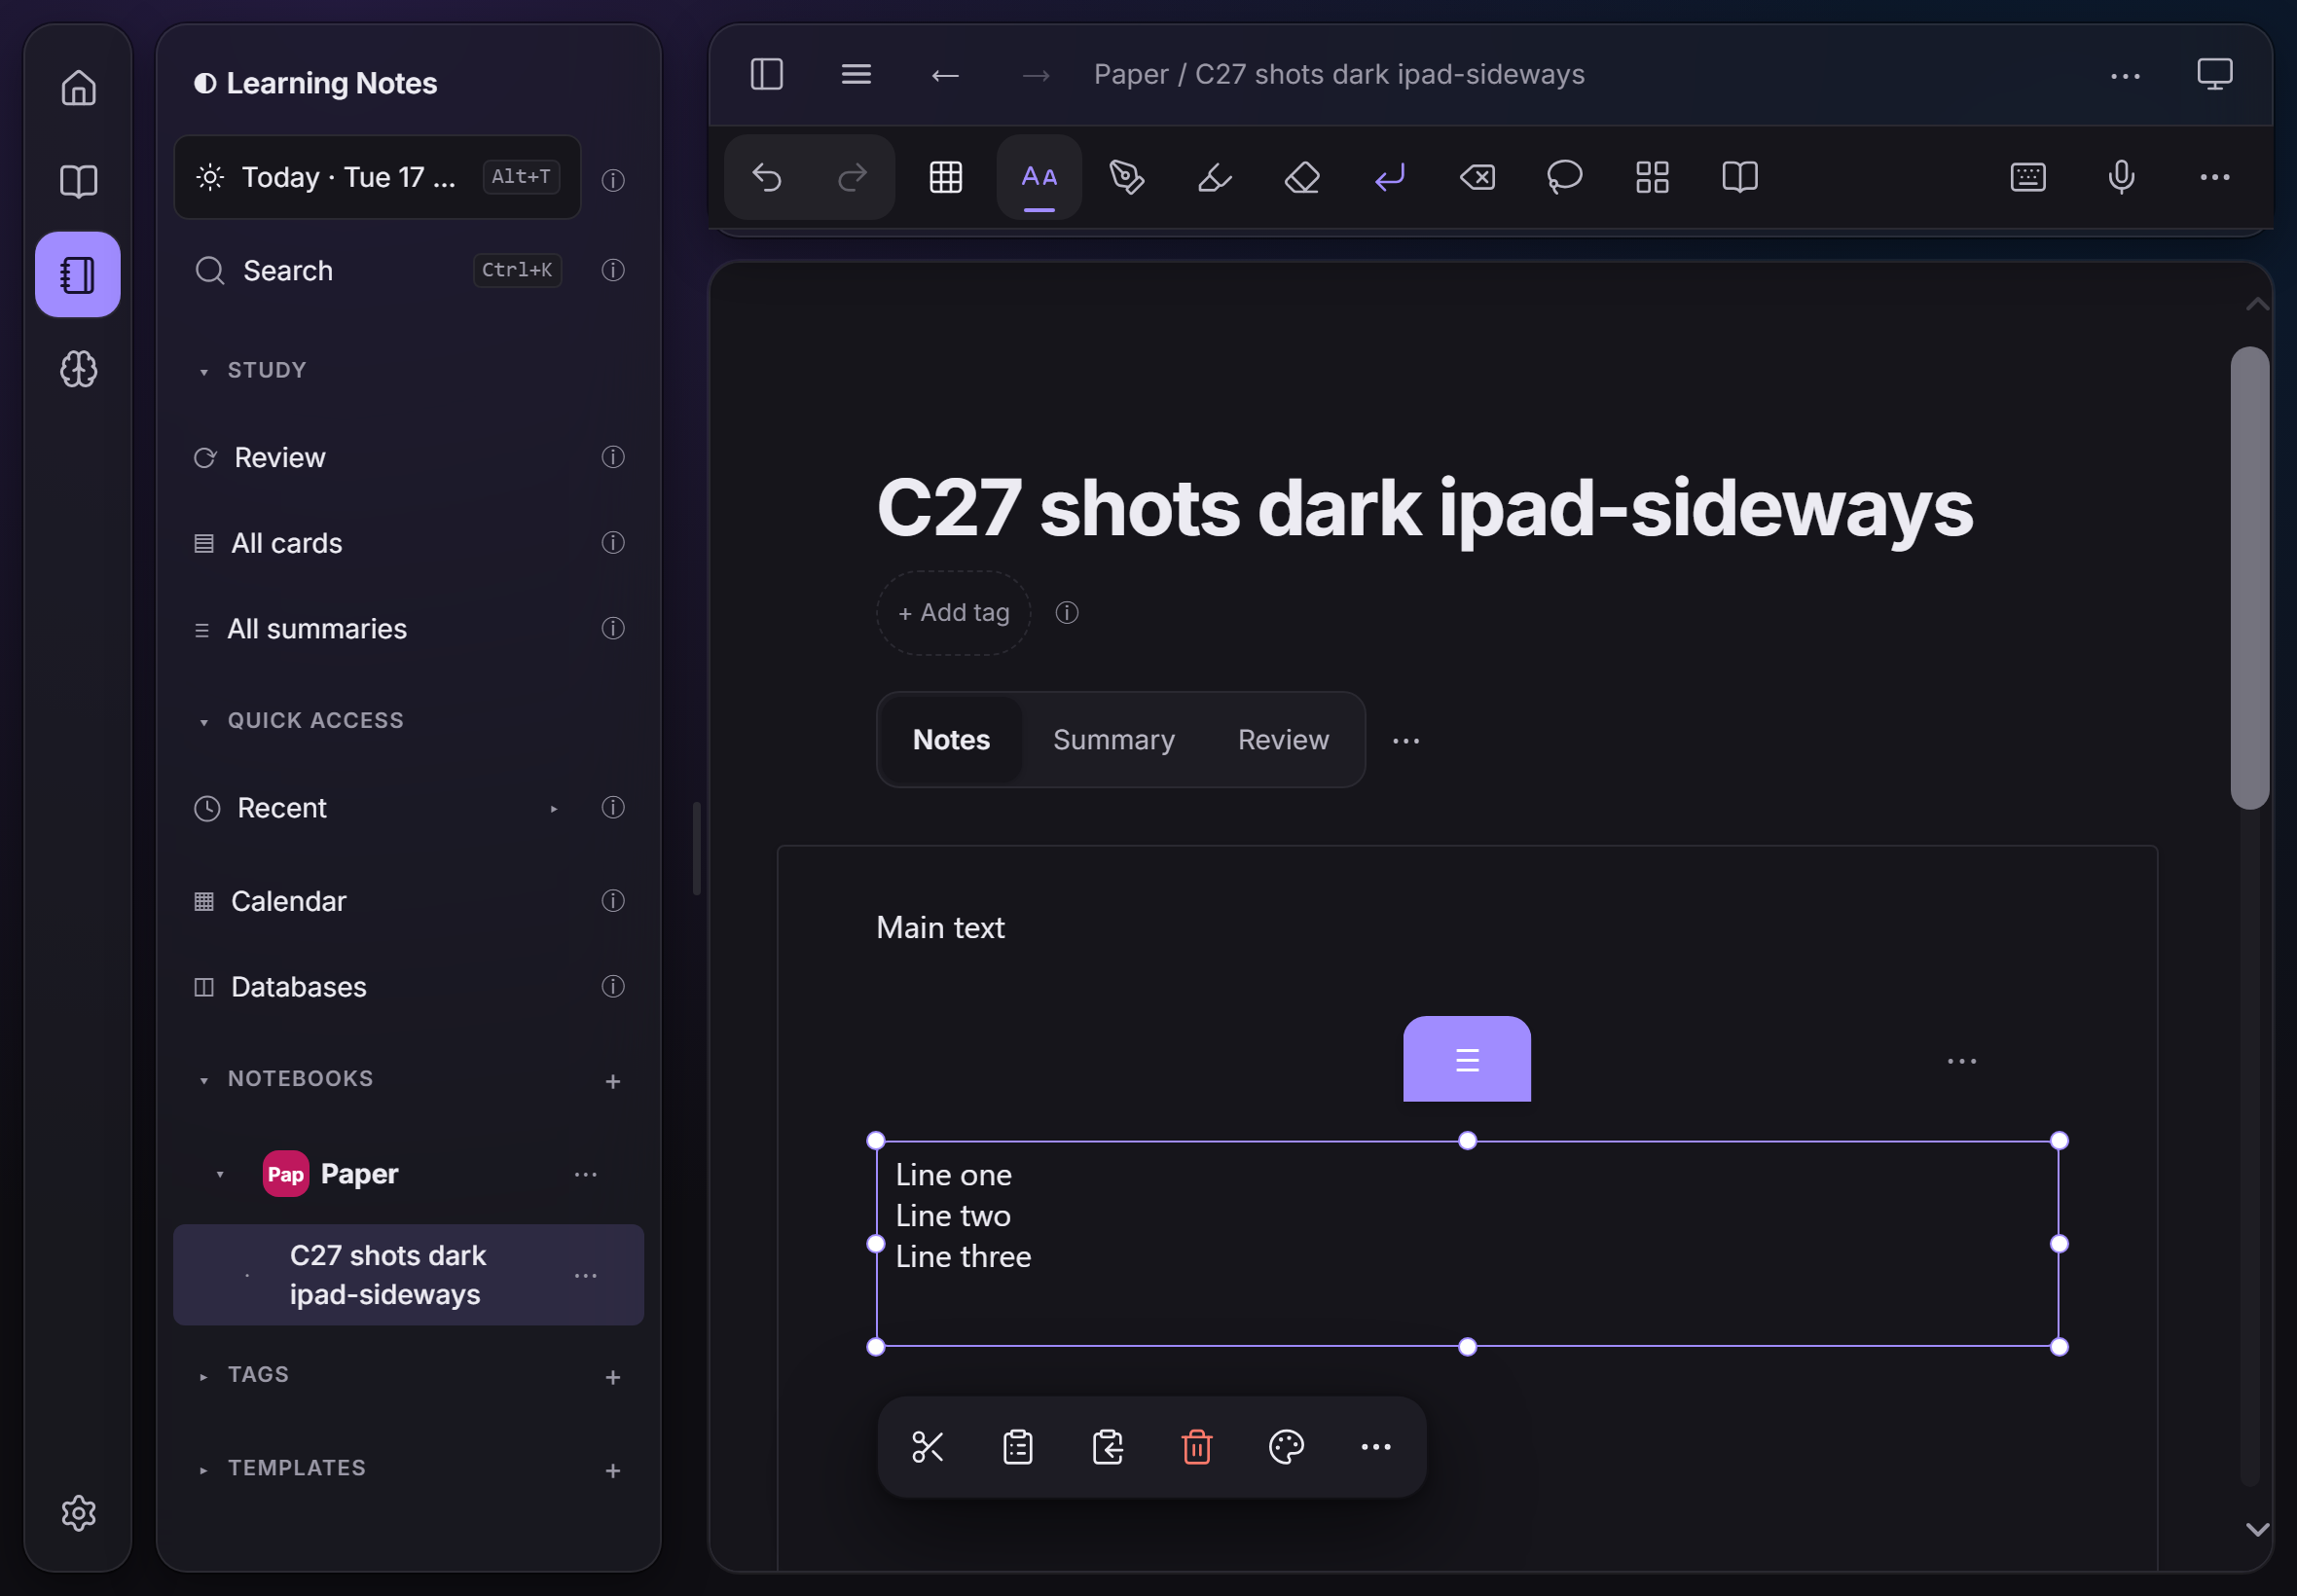 Learning Notes
Today · Tue 17 ... Alt+T
Search Ctrl+K
STUDY
Review
All cards
All summaries
QUICK ACCESS
Recent
Calendar
Databases
NOTEBOOKS
Pap Paper
C27 shots dark
ipad-sideways
TAGS
TEMPLATES
Paper / C27 shots dark ipad-sideways
AA
C27 shots dark ipad-sideways
+ Add tag
Notes Summary Review
Main text
Line one
Line two
Line three